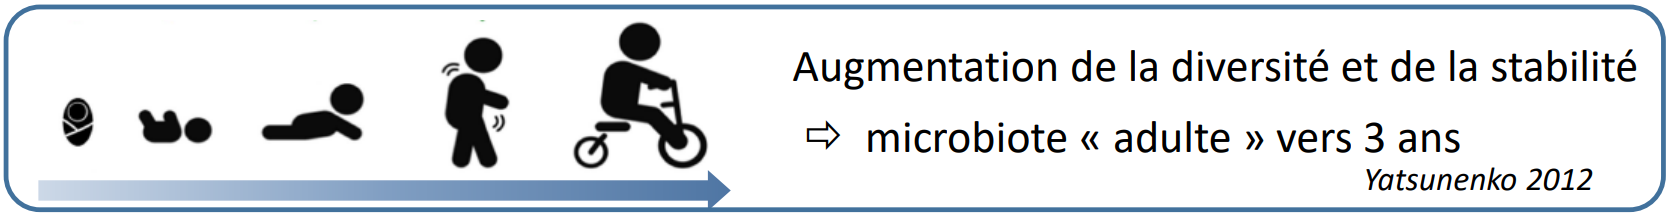 Augmentation de la diversité et de la stabilité
⇨ microbiote « adulte » vers 3 ans
Yatsunenko 2012